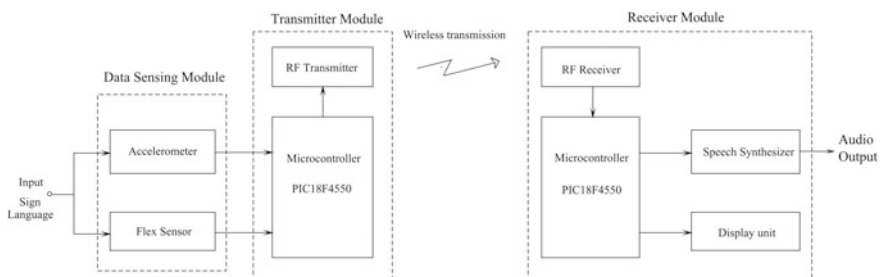 Transmitter Module
Receiver Module
Wireless transmission
Data Sensing Module
RF Transmitter
RF Receiver
Accelerometer
Microcontroller
PIC18F4550
Microcontroller
PIC18F4550
Speech Synthesizer
Audio
Output
Input
Sign
Language
Flex Sensor
Display unit